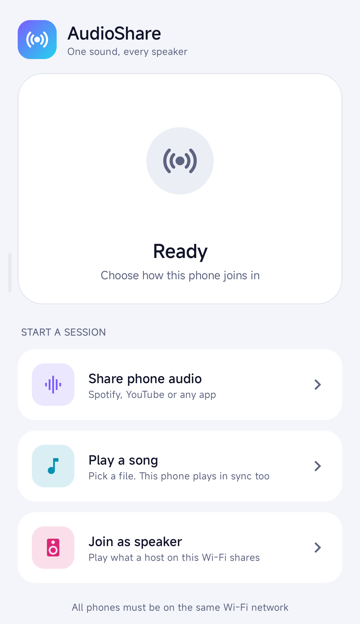 AudioShare
One sound, every speaker
Ready
Choose how this phone joins in
START A SESSION
Share phone audio
Spotify, YouTube or any app
Play a song
Pick a file. This phone plays in sync too
Join as speaker
Play what a host on this Wi-Fi shares
All phones must be on the same Wi-Fi network